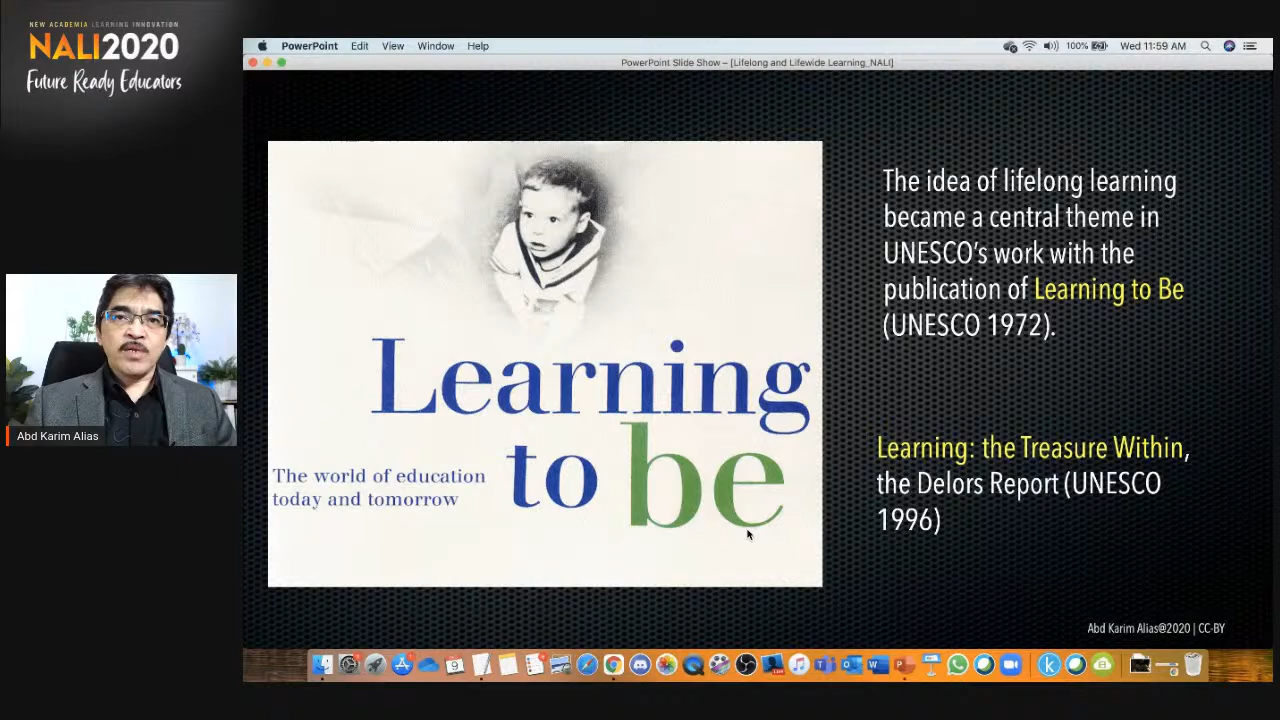 NEW ACADEMIA LEARNING INNOVATION
NALI2020
Future Ready Educators
PowerPoint Edit View Window Help
100% Wed 11:59 AM
PowerPoint Slide Show – [Lifelong and Lifewide Learning_NALI]
Learning
to be
The world of education
today and tomorrow
The idea of lifelong learning
became a central theme in
UNESCO's work with the
publication of Learning to Be
(UNESCO 1972).
Learning: the Treasure Within,
the Delors Report (UNESCO
1996)
Abd Karim Alias@2020 | CC-BY
Abd Karim Alias
9